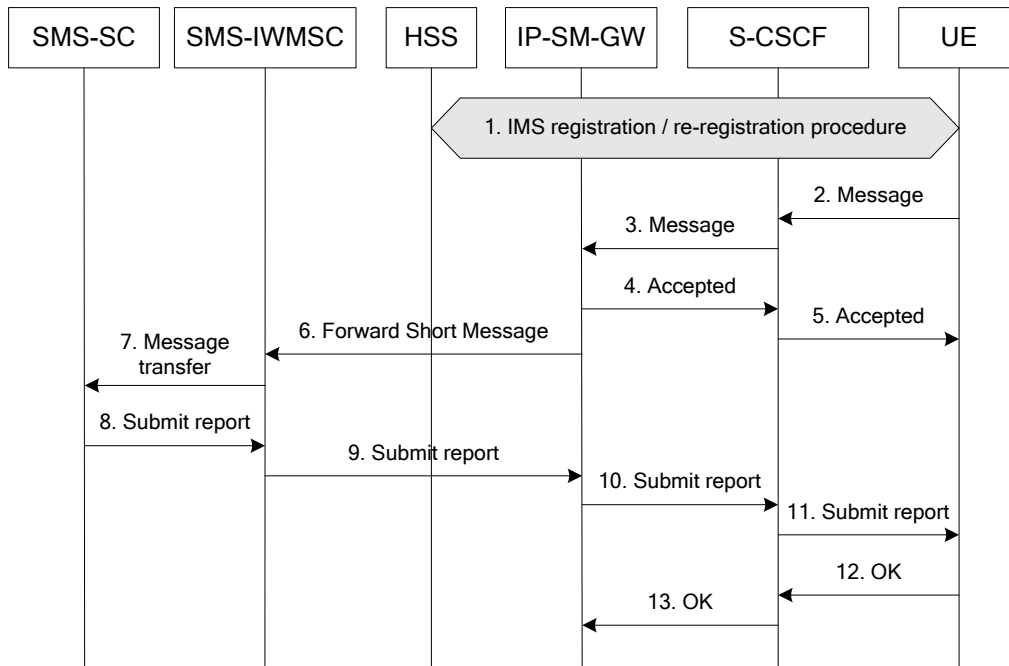 SMS-SC
SMS-IWMSC
HSS
IP-SM-GW
S-CSCF
UE
1. IMS registration / re-registration procedure
2. Message
3. Message
4. Accepted
5. Accepted
6. Forward Short Message
7. Message
transfer
8. Submit report
9. Submit report
10. Submit report
11. Submit report
12. OK
13. OK